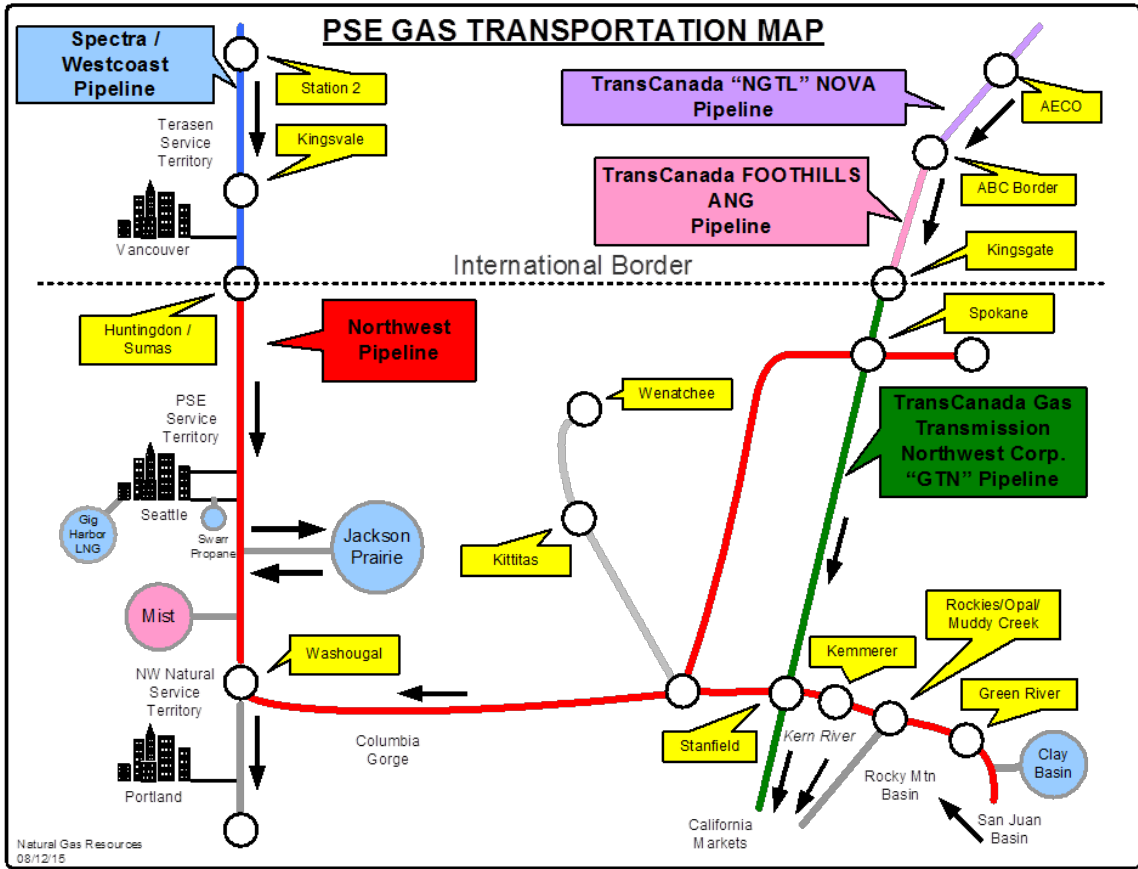 PSE GAS TRANSPORTATION MAP
Spectra /
Westcoast
Pipeline
Station 2
TransCanada “NGTL” NOVA
Pipeline
AECO
Terasen
Service
Territory
Kingsvale
TransCanada FOOTHILLS
ANG
Pipeline
ABC Border
Vancouver
Kingsgate
International Border
Huntingdon /
Sumas
Northwest
Pipeline
Spokane
PSE
Service
Territory
Wenatchee
TransCanada Gas
Transmission
Northwest Corp.
“GTN” Pipeline
Seattle
Gig
Harbor
LNG
Swarr
Propane
Jackson
Prairie
Kittitas
Mist
Rockies/Opal/
Muddy Creek
Washougal
Kemmerer
NW Natural
Service
Territory
Green River
Columbia
Gorge
Stanfield
Kern River
Clay
Basin
Rocky Mtn
Basin
Portland
California
Markets
San Juan
Basin
Natural Gas Resources
08/12/15